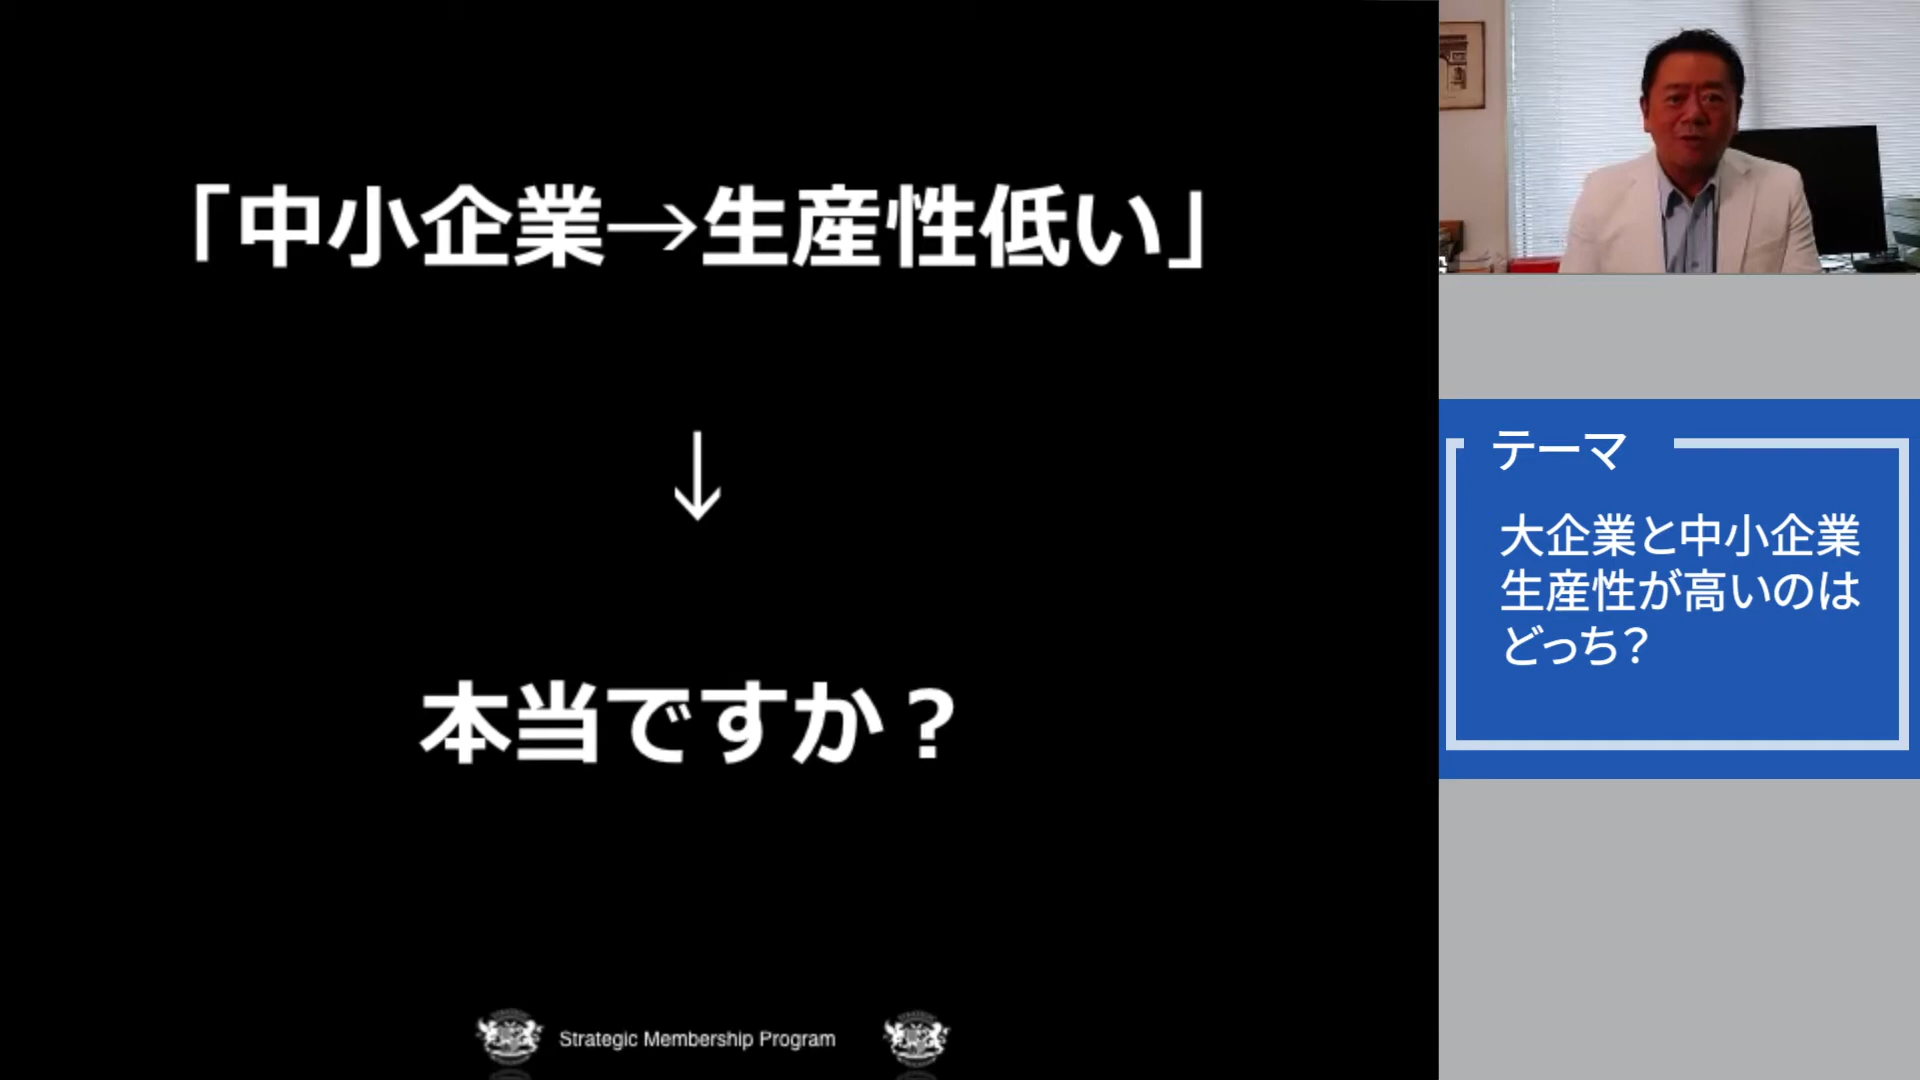 「中小企業→生産性低い」
↓
本当ですか？
Strategic Membership Program
テーマ
大企業と中小企業
生産性が高いのは
どっち？